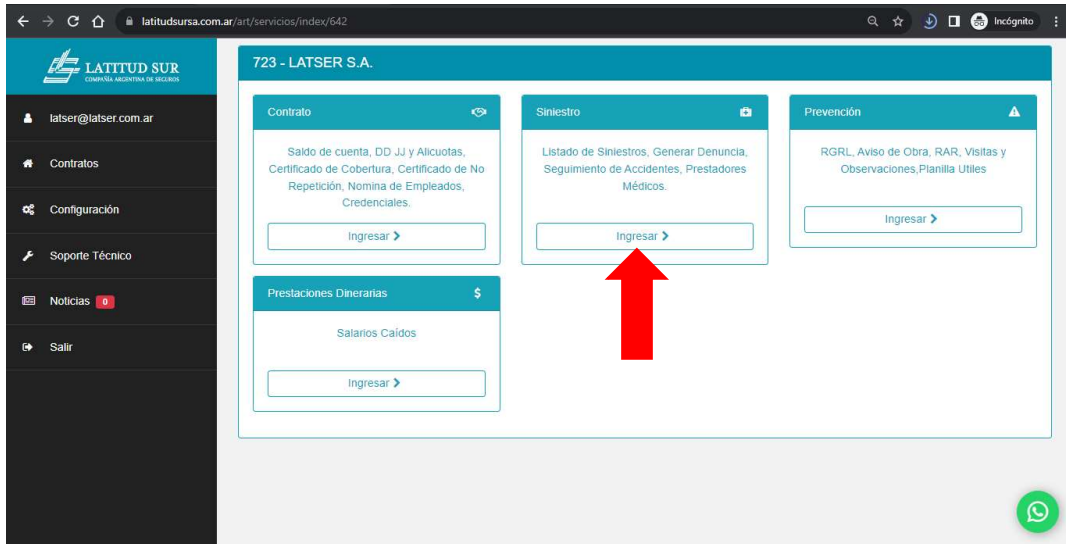 latitudsursa.com.ar/art/servicios/index/642
Incógnito
LATITUD SUR
COMPAÑÍA ARGENTINA DE SEGUROS
latser@latser.com.ar
Contratos
Configuración
Soporte Técnico
Noticias 0
Salir
723 - LATSER S.A.
Contrato
Saldo de cuenta, DD JJ y Alicuotas,
Certificado de Cobertura, Certificado de No
Repetición, Nomina de Empleados,
Credenciales.
Ingresar
Siniestro
Listado de Siniestros, Generar Denuncia,
Seguimiento de Accidentes, Prestadores
Médicos.
Ingresar
Prevención
RGRL, Aviso de Obra, RAR, Visitas y
Observaciones,Planilla Utiles
Ingresar
Prestaciones Dinerarias $
Salarios Caídos
Ingresar